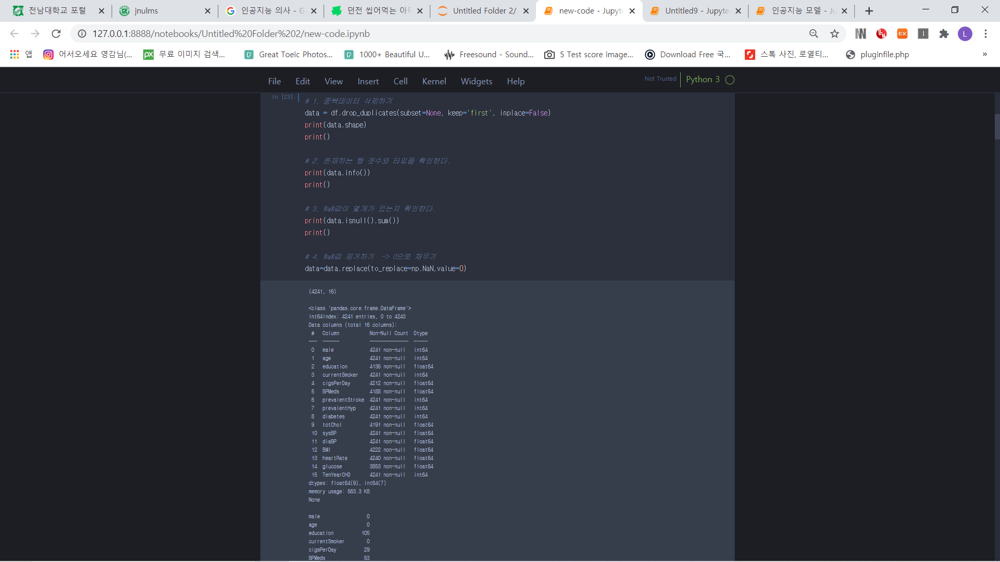 전남대학교 포털
jnulms
인공지능 의사 - G
던전 씹어먹는 아티
Untitled Folder 2/
new-code - Jupyte
Untitled9 - Jupyte
인공지능 모델 - Ju
127.0.0.1:8888/notebooks/Untitled%20Folder%202/new-code.ipynb
EX
L
앱
어서오세요 영감님(...
px
무료 이미지 검색...
Great Toeic Photos...
1000+ Beautiful U...
Freesound - Sound...
5 Test score image...
Download Free 국...
스톡 사진, 로열티...
pluginfile.php
»
File Edit View Insert Cell Kernel Widgets Help
Not Trusted
Python 3
In [23]:
# 1. 중복데이터 삭제하기
data = df.drop_duplicates(subset=None, keep='first', inplace=False)
print(data.shape)
print()
# 2. 존재하는 행 갯수와 타입을 확인한다.
print(data.info())
print()
# 3. NaN값이 몇개가 있는지 확인한다.
print(data.isnull().sum())
print()
# 4. NaN값 제거하기 -> 0으로 채우기
data=data.replace(to_replace=np.NaN,value=0)
(4241, 16)
<class 'pandas.core.frame.DataFrame'>
Int64Index: 4241 entries, 0 to 4243
Data columns (total 16 columns):
# Column Non-Null Count Dtype
--- ------ -------------- -----
0 male 4241 non-null int64
1 age 4241 non-null int64
2 education 4136 non-null float64
3 currentSmoker 4241 non-null int64
4 cigsPerDay 4212 non-null float64
5 BPMeds 4188 non-null float64
6 prevalentStroke 4241 non-null int64
7 prevalentHyp 4241 non-null int64
8 diabetes 4241 non-null int64
9 totChol 4191 non-null float64
10 sysBP 4241 non-null float64
11 diaBP 4241 non-null float64
12 BMI 4222 non-null float64
13 heartRate 4240 non-null float64
14 glucose 3853 non-null float64
15 TenYearCHD 4241 non-null int64
dtypes: float64(9), int64(7)
memory usage: 563.3 KB
None
male 0
age 0
education 105
currentSmoker 0
cigsPerDay 29
BPMeds 53